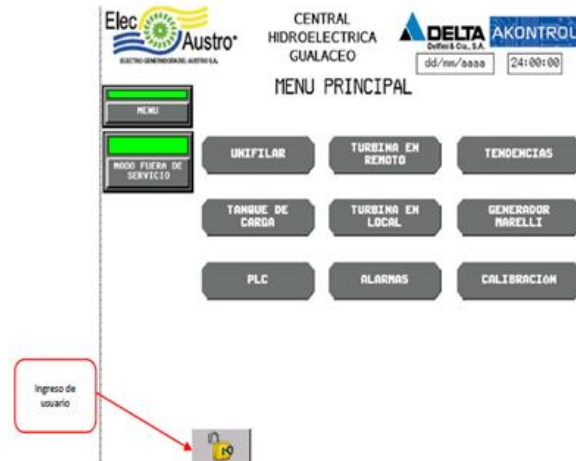 Elec
Austro
ELECTRO GENERADORA DEL AUSTRO S.A.
CENTRAL
HIDROELECTRICA
GUALACEO
DELTA
Delfini & Cia., S.A.
AKONTROL
dd/mm/aaaa
24:00:00
MENU PRINCIPAL
MENU
MODO FUERA DE
SERVICIO
UNIFILAR
TURBINA EN
REMOTO
TENDENCIAS
TANQUE DE
CARGA
TURBINA EN
LOCAL
GENERADOR
MARELLI
PLC
ALARMAS
CALIBRACIÓN
Ingreso de
usuario